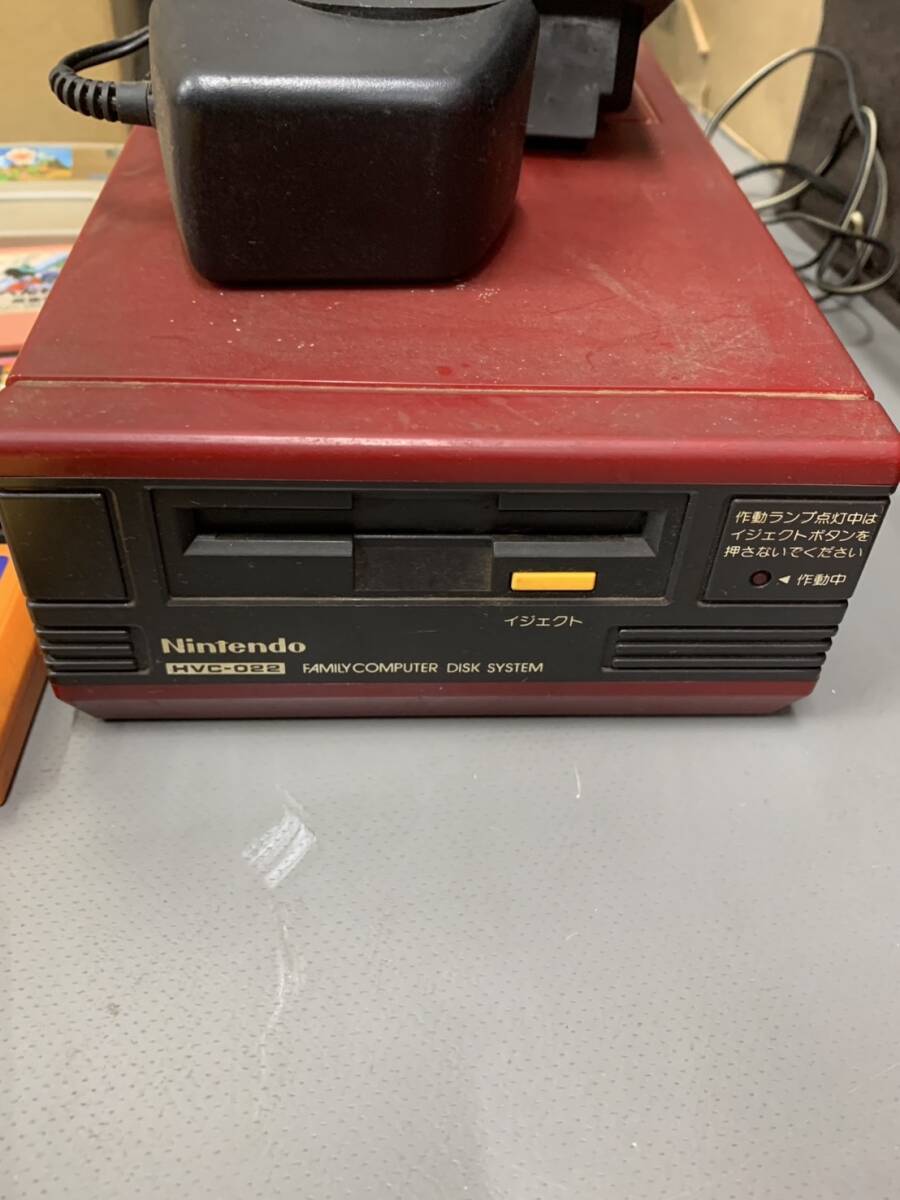 作動ランプ点灯中は
イジェクトボタンを
押さないでください
◀ 作動中
イジェクト
Nintendo
HVC-022 FAMILY COMPUTER DISK SYSTEM